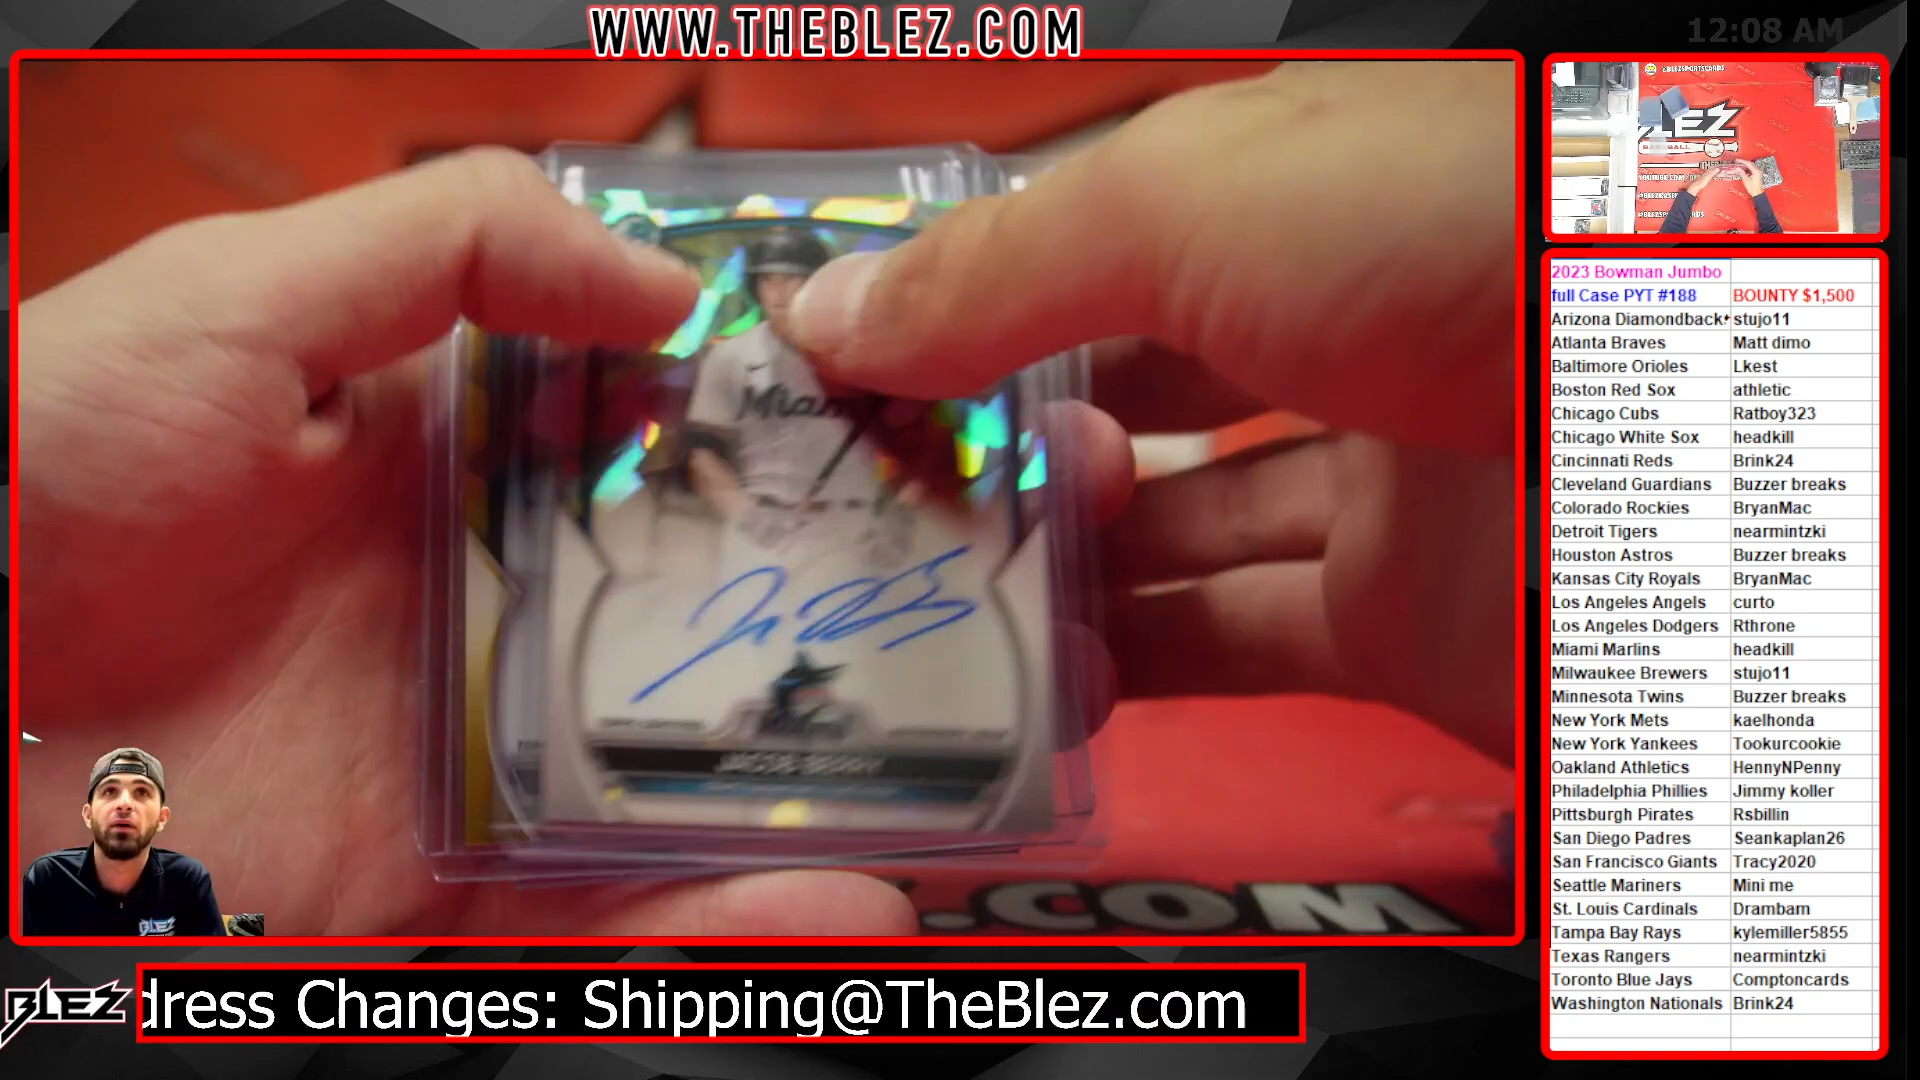 WWW.THEBLEZ.COM
12:08 AM
@BLEZSPORTSCARDS
BASEBALL
Miam
JACOB BERRY
.COM
BLEZ
BLEZ
dress Changes: Shipping@TheBlez.com
2023 Bowman Jumbo
full Case PYT #188 BOUNTY $1,500
Arizona Diamondback stujo11
Atlanta Braves Matt dimo
Baltimore Orioles Lkest
Boston Red Sox athletic
Chicago Cubs Ratboy323
Chicago White Sox headkill
Cincinnati Reds Brink24
Cleveland Guardians Buzzer breaks
Colorado Rockies BryanMac
Detroit Tigers nearmintzki
Houston Astros Buzzer breaks
Kansas City Royals BryanMac
Los Angeles Angels curto
Los Angeles Dodgers Rthrone
Miami Marlins headkill
Milwaukee Brewers stujo11
Minnesota Twins Buzzer breaks
New York Mets kaelhonda
New York Yankees Tookurcookie
Oakland Athletics HennyNPenny
Philadelphia Phillies Jimmy koller
Pittsburgh Pirates Rsbillin
San Diego Padres Seankaplan26
San Francisco Giants Tracy2020
Seattle Mariners Mini me
St. Louis Cardinals Drambam
Tampa Bay Rays kylemiller5855
Texas Rangers nearmintzki
Toronto Blue Jays Comptoncards
Washington Nationals Brink24